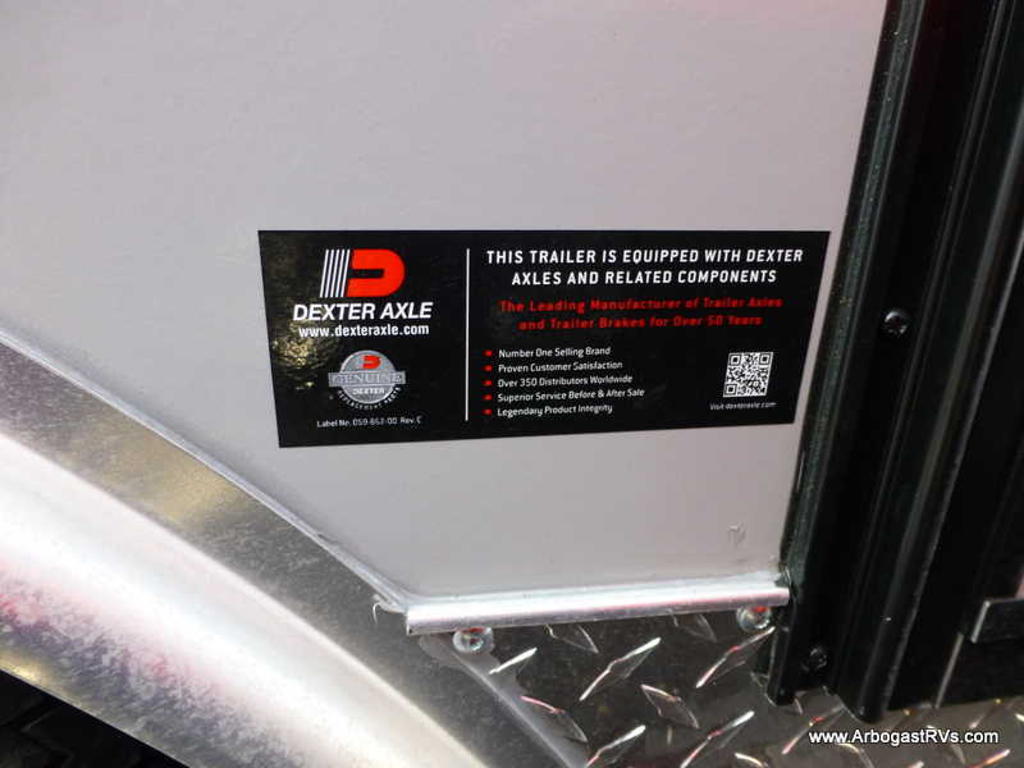 DEXTER AXLE
www.dexteraxle.com
GENUINE
DEXTER
REPLACEMENT PARTS
Label No. 059-652-00 Rev. C
THIS TRAILER IS EQUIPPED WITH DEXTER
AXLES AND RELATED COMPONENTS
The Leading Manufacturer of Trailer Axles
and Trailer Brakes for Over 50 Years
Number One Selling Brand
Proven Customer Satisfaction
Over 350 Distributors Worldwide
Superior Service Before & After Sale
Legendary Product Integrity
Visit dexteraxle.com
www.ArbogastRVs.com